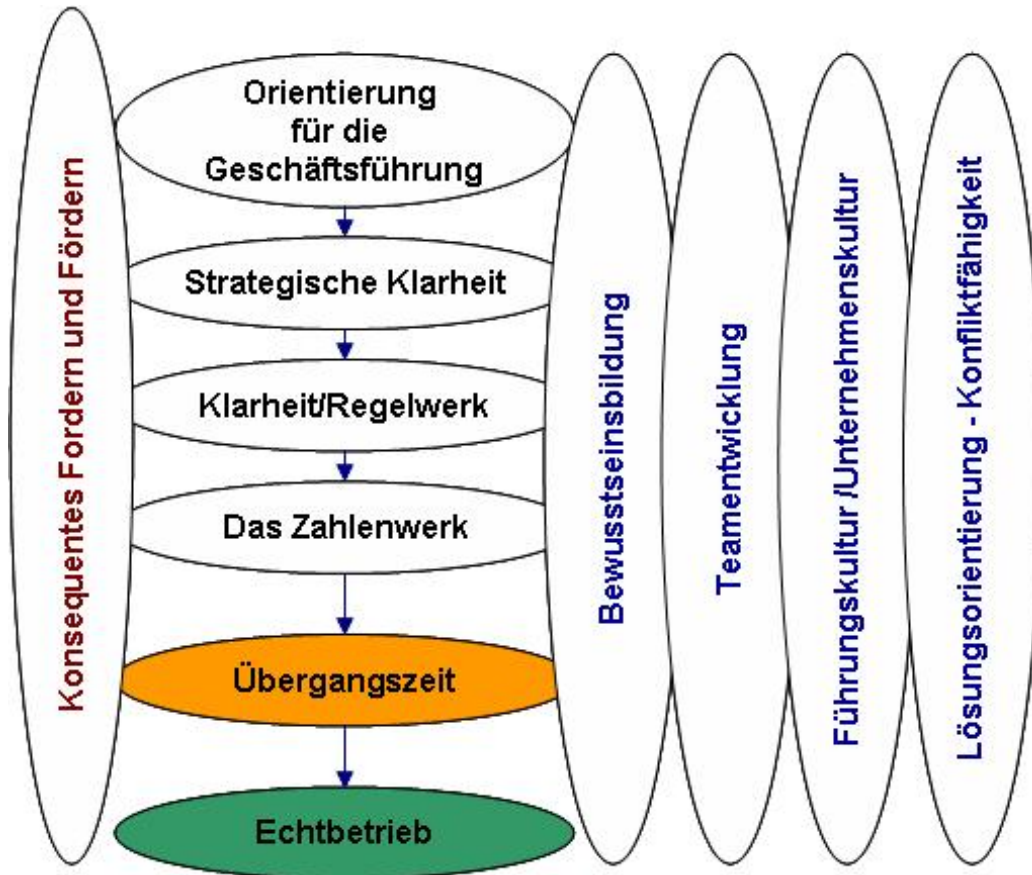 Konsequentes Fordern und Fördern
Orientierung
für die
Geschäftsführung
Strategische Klarheit
Klarheit/Regelwerk
Das Zahlenwerk
Übergangszeit
Echtbetrieb
Bewusstseinsbildung
Teamentwicklung
Führungskultur /Unternehmenskultur
Lösungsorientierung - Konfliktfähigkeit